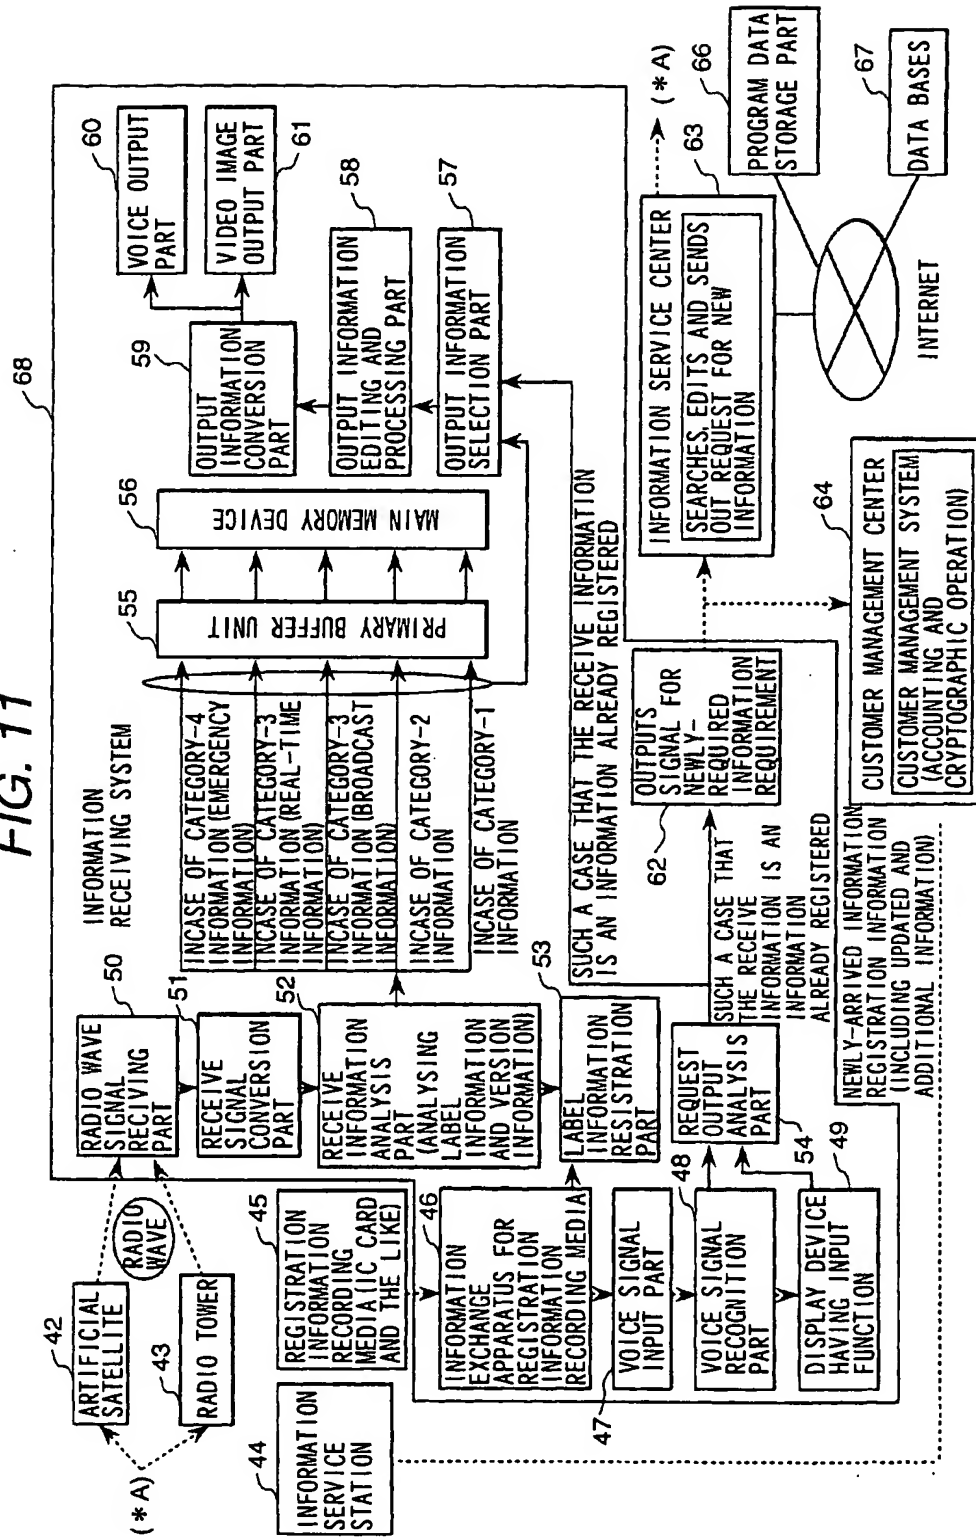 FIG. 11
INFORMATION
RECEIVING SYSTEM
68
(*A)
42
ARTIFICIAL
SATELLITE
43
RADIO TOWER
RADIO
WAVE
44
INFORMATION
SERVICE
STATION
45
REGISTRATION
INFORMATION
RECORDING
MEDIA (IC CARD
AND THE LIKE)
46
INFORMATION
EXCHANGE
APPARATUS FOR
REGISTRATION
INFORMATION
RECORDING MEDIA
47
VOICE SIGNAL
INPUT PART
48
VOICE SIGNAL
RECOGNITION
PART
49
DISPLAY DEVICE
HAVING INPUT
FUNCTION
50
RADIO WAVE
SIGNAL
RECIVING
PART
51
RECEIVE
SIGNAL
CONVERSION
PART
52
RECEIVE
INFORMATION
ANALYSIS
PART
(ANALYSING
LABEL
INFORMATION
AND VERSION
INFORMATION)
53
LABEL
INFORMATION
RESISTRATION
PART
54
REQUEST
OUTPUT
ANALYSIS
PART
INCASE OF CATEGORY-4
INFORMATION (EMERGENCY
INFORMATION)
INCASE OF CATEGORY-3
INFORMATION (REAL-TIME
INFORMATION)
INCASE OF CATEGORY-3
INFORMATION (BROADCAST
INFORMATION)
INCASE OF CATEGORY-2
INFORMATION
INCASE OF CATEGORY-1
INFORMATION
55
PRIMARY BUFFER UNIT
56
MAIN MEMORY DEVICE
57
OUTPUT INFORMATION
SELECTION PART
58
OUTPUT INFORMATION
EDITING AND
PROCESSING PART
59
OUTPUT
INFORMATION
CONVERSION
PART
60
VOICE OUTPUT
PART
61
VIDEO IMAGE
OUTPUT PART
SUCH A CASE THAT THE RECEIVE INFORMATION
IS AN INFORMATION ALREADY REGISTERED
SUCH A CASE THAT
THE RECEIVE
INFORMATION IS AN
INFORMATION
ALREADY REGISTERED
62
OUTPUTS
SIGNAL FOR
NEWLY-
REQUIRED
INFORMATION
REQUIREMENT
63
INFORMATION SERVICE CENTER
SEARCHES, EDITS AND SENDS
OUT REQUEST FOR NEW
INFORMATION
(*A)
64
CUSTOMER MANAGEMENT CENTER
CUSTOMER MANAGEMENT SYSTEM
(ACCOUNTING AND
CRYPTOGRAPHIC OPERATION)
INTERNET
66
PROGRAM DATA
STORAGE PART
67
DATA BASES
NEWLY-ARRIVED INFORMATION
REGISTRATION INFORMATION
(INCLUDING UPDATED AND
ADDITIONAL INFORMATION)